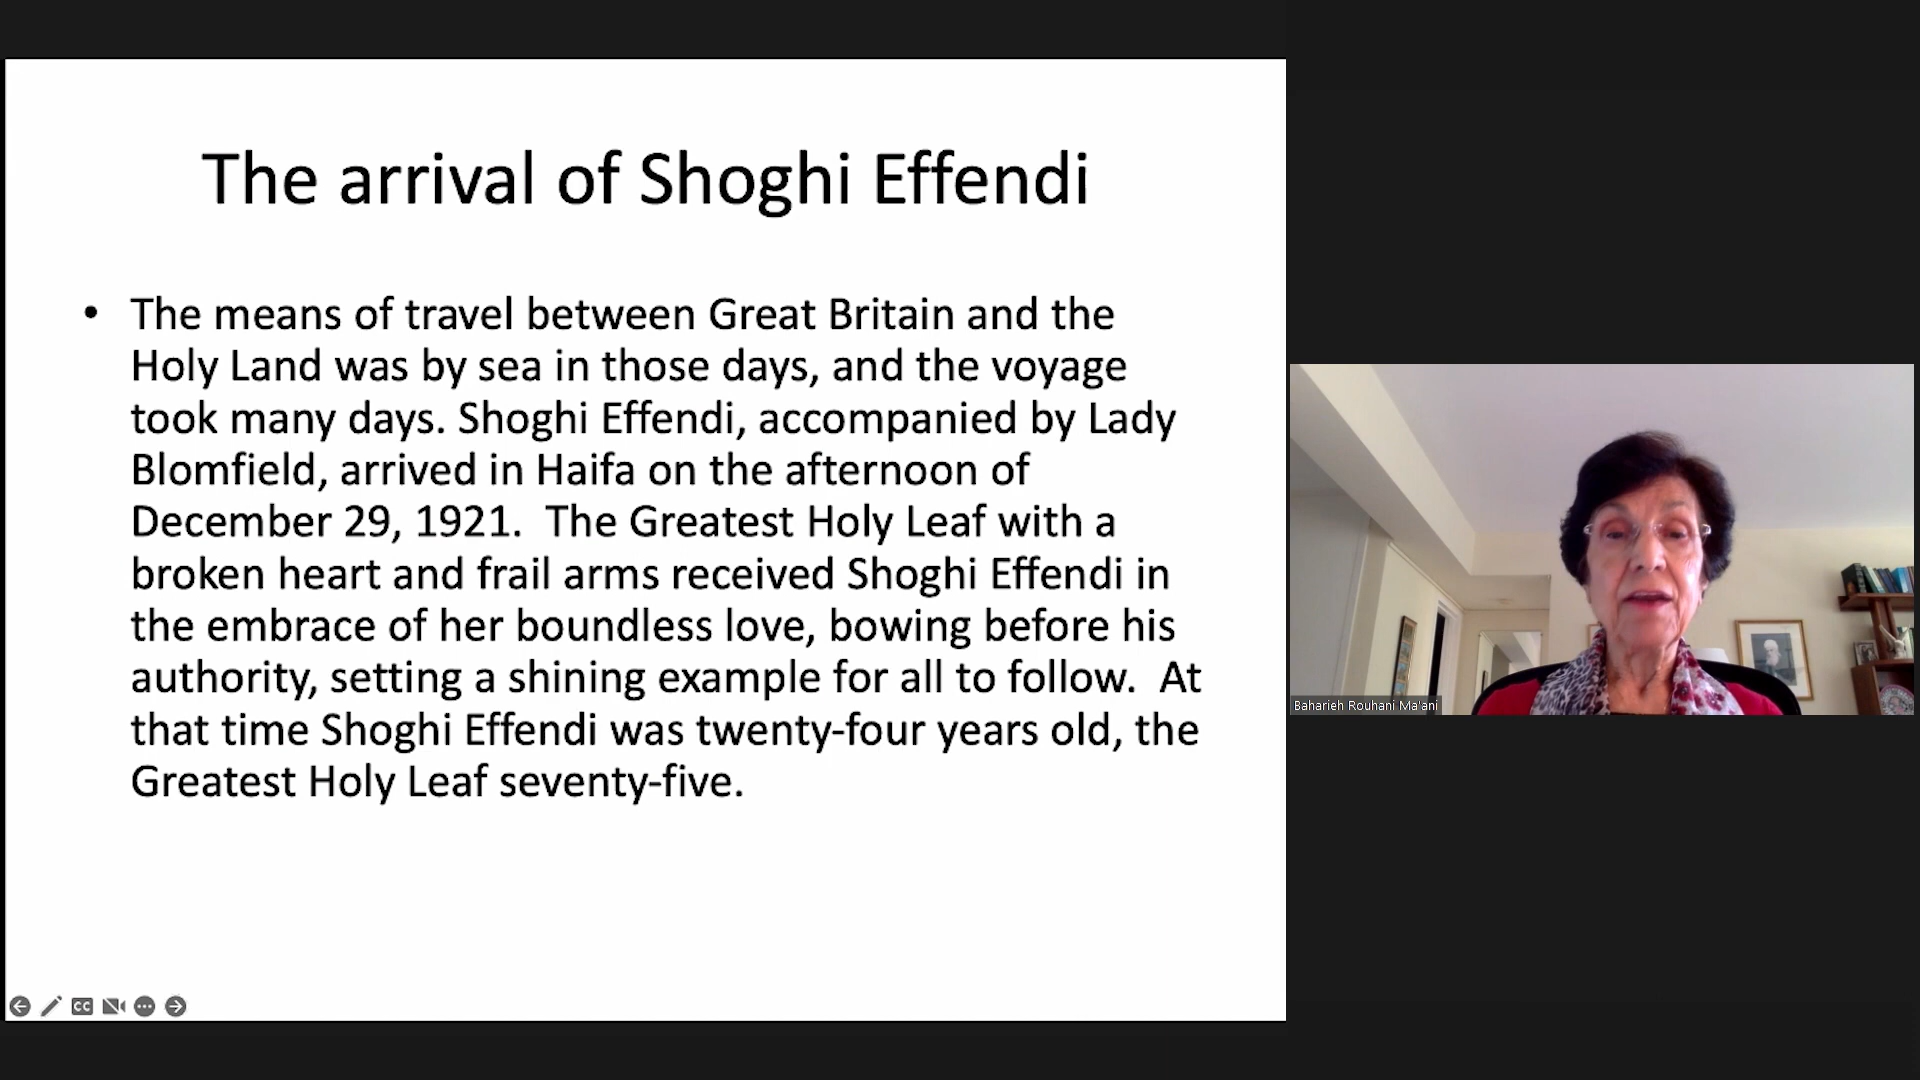 The arrival of Shoghi Effendi
• The means of travel between Great Britain and the
Holy Land was by sea in those days, and the voyage
took many days. Shoghi Effendi, accompanied by Lady
Blomfield, arrived in Haifa on the afternoon of
December 29, 1921.  The Greatest Holy Leaf with a
broken heart and frail arms received Shoghi Effendi in
the embrace of her boundless love, bowing before his
authority, setting a shining example for all to follow.  At
that time Shoghi Effendi was twenty-four years old, the
Greatest Holy Leaf seventy-five.
CC
Baharieh Rouhani Ma'ani